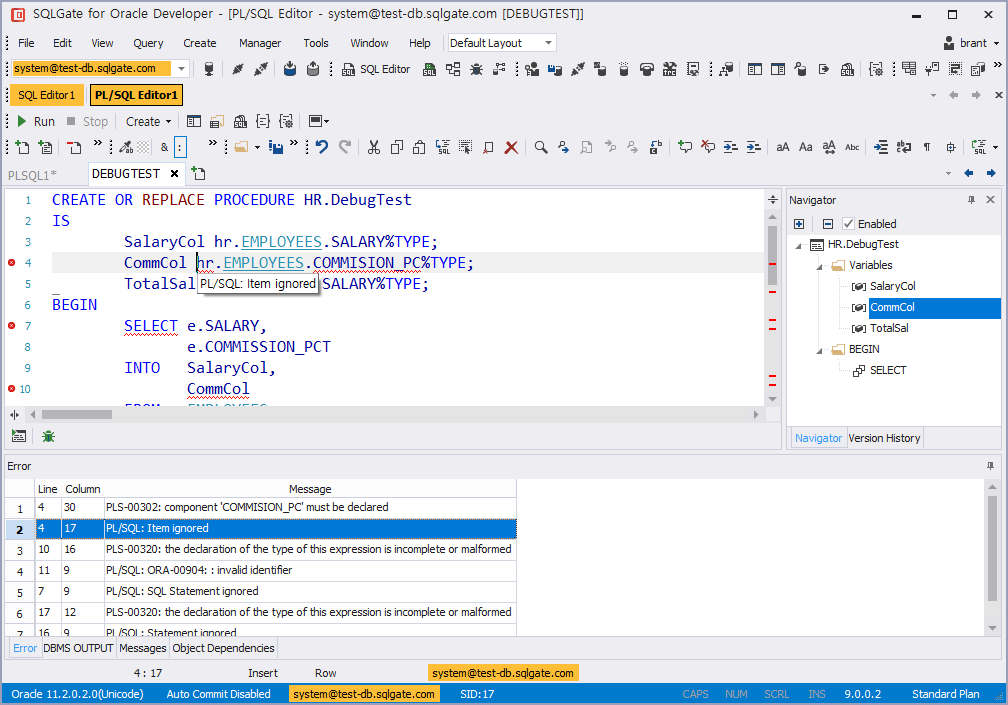 SQLGate for Oracle Developer - [PL/SQL Editor - system@test-db.sqlgate.com [DEBUGTEST]]
File Edit View Query Create Manager Tools Window Help Default Layout brant
system@test-db.sqlgate.com SQL Editor
SQL Editor1 PL/SQL Editor1
Run Stop Create
& : aA Aa aA Abc
PLSQL1* DEBUGTEST
1 CREATE OR REPLACE PROCEDURE HR.DebugTest
2 IS
3 SalaryCol hr.EMPLOYEES.SALARY%TYPE;
4 CommCol hr.EMPLOYEES.COMMISION_PC%TYPE;
5 TotalSal SALARY%TYPE;
PL/SQL: Item ignored
6 BEGIN
7 SELECT e.SALARY,
8 e.COMMISSION_PCT
9 INTO SalaryCol,
10 CommCol
FROM EMPLOYEES
Navigator
Enabled
HR.DebugTest
Variables
SalaryCol
CommCol
TotalSal
BEGIN
SELECT
Navigator Version History
Error
Line Column Message
1 4 30 PLS-00302: component 'COMMISION_PC' must be declared
2 4 17 PL/SQL: Item ignored
3 10 16 PLS-00320: the declaration of the type of this expression is incomplete or malformed
4 11 9 PL/SQL: ORA-00904: : invalid identifier
5 7 9 PL/SQL: SQL Statement ignored
6 17 12 PLS-00320: the declaration of the type of this expression is incomplete or malformed
7 16 9 PL/SQL: Statement ignored
Error DBMS OUTPUT Messages Object Dependencies
4 : 17 Insert Row system@test-db.sqlgate.com
Oracle 11.2.0.2.0(Unicode) Auto Commit Disabled system@test-db.sqlgate.com SID:17 CAPS NUM SCRL INS 9.0.0.2 Standard Plan